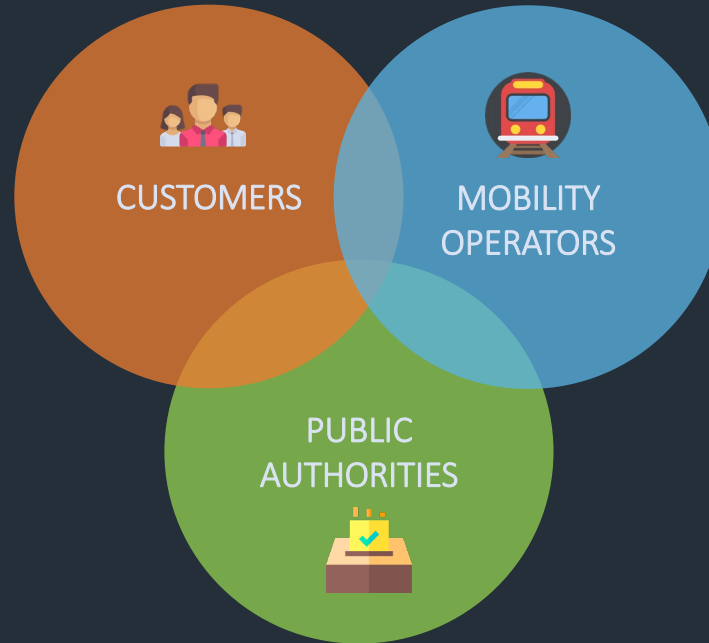 CUSTOMERS
MOBILITY
OPERATORS
PUBLIC
AUTHORITIES